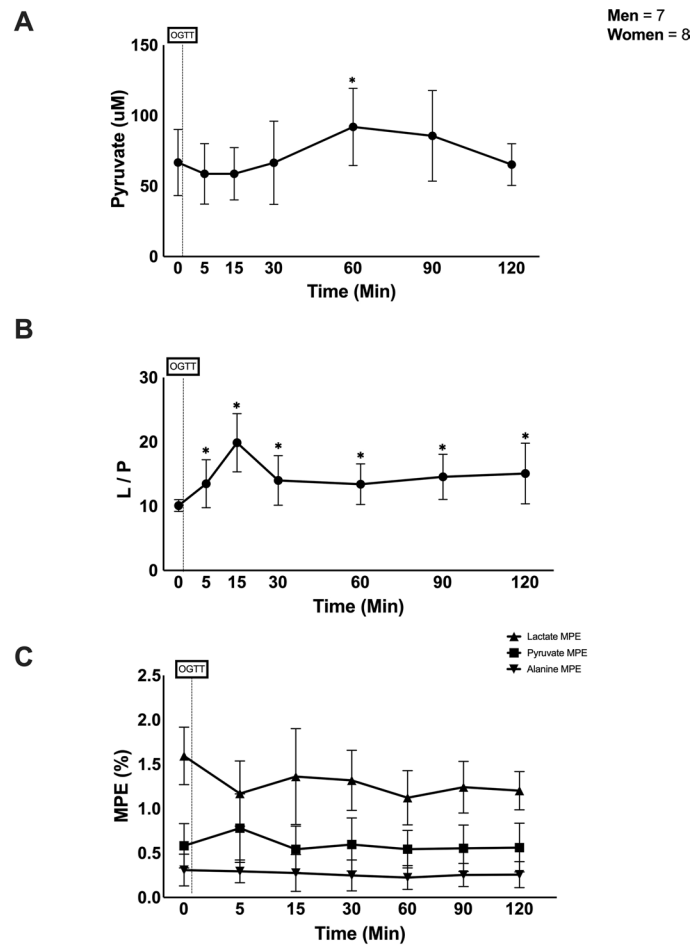 A
Men = 7
Women = 8
OGTT
150
100
50
0
Pyruvate (uM)
*
0 5 15 30 60 90 120
Time (Min)
B
OGTT
30
20
10
0
L / P
* * * * * * *
0 5 15 30 60 90 120
Time (Min)
C
Lactate MPE
Pyruvate MPE
Alanine MPE
OGTT
2.5
2.0
1.5
1.0
0.5
0.0
MPE (%)
0 5 15 30 60 90 120
Time (Min)